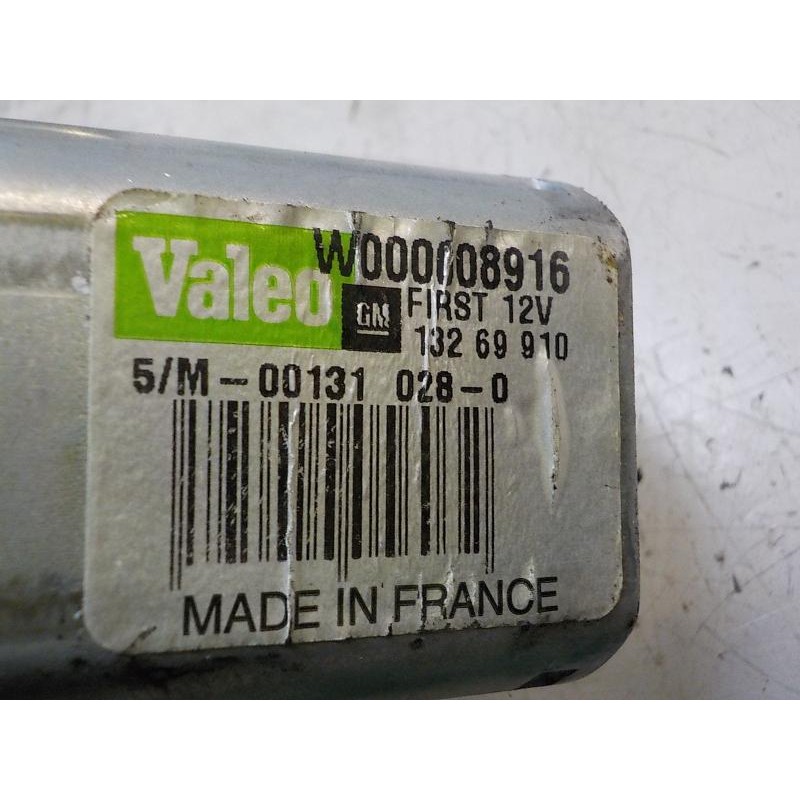 Valeo W000008916
GM FIRST 12V
132 69 910
5/M-00131 028-0
MADE IN FRANCE